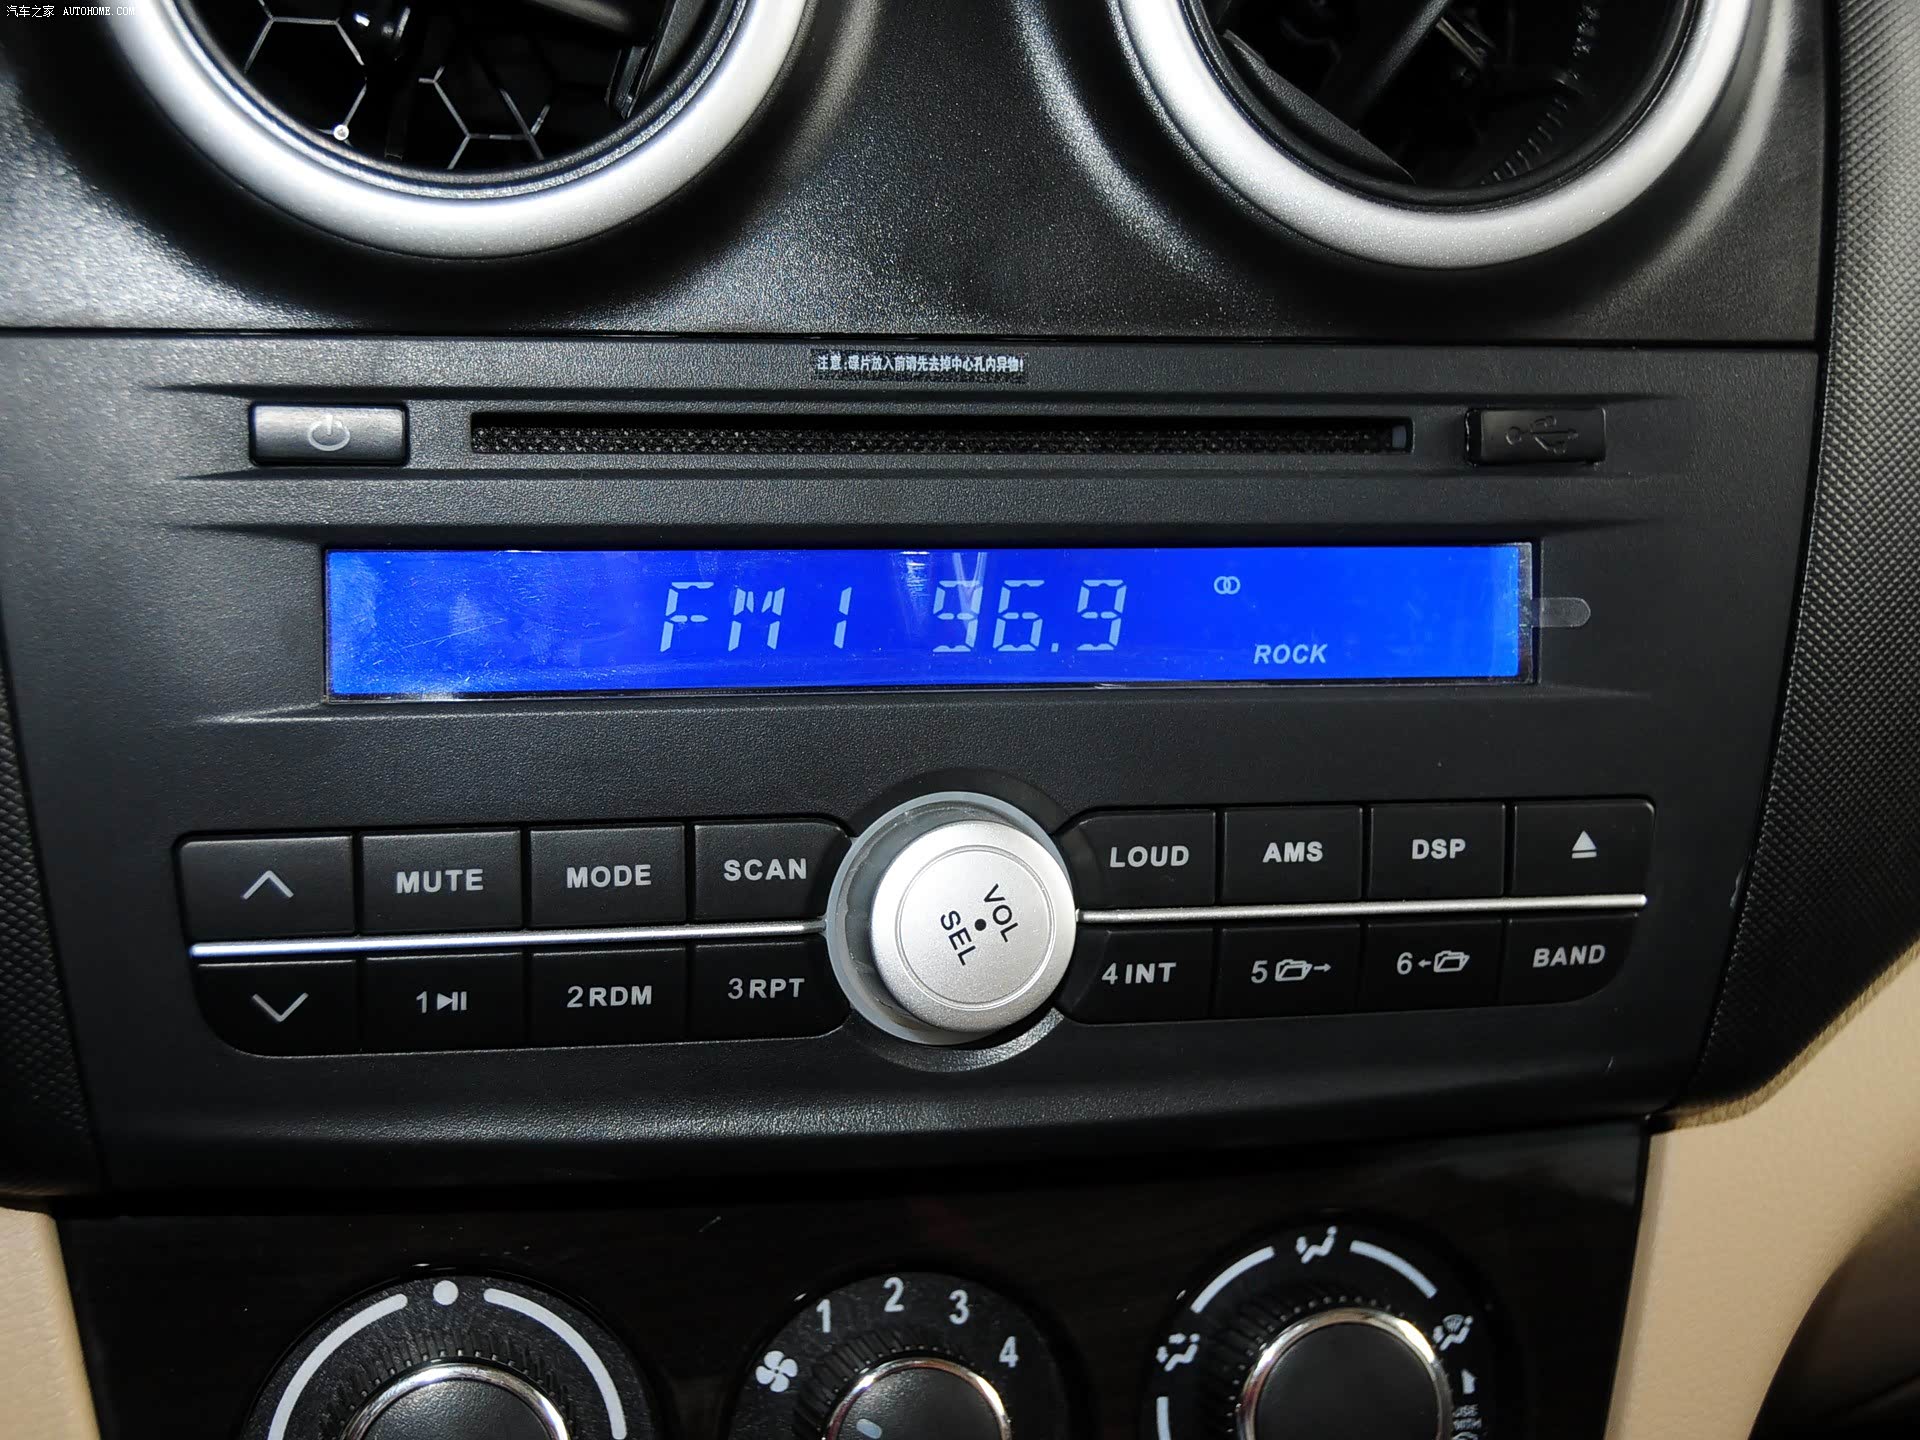 汽车之家 AUTOHOME.COM
注意:碟片放入前请先去掉中心孔内异物!
FM1 96.9
ROCK
MUTE MODE SCAN LOUD AMS DSP
VOL
SEL
1 2RDM 3RPT 4INT 5 6 BAND
1 2 3 4
USE
WITH